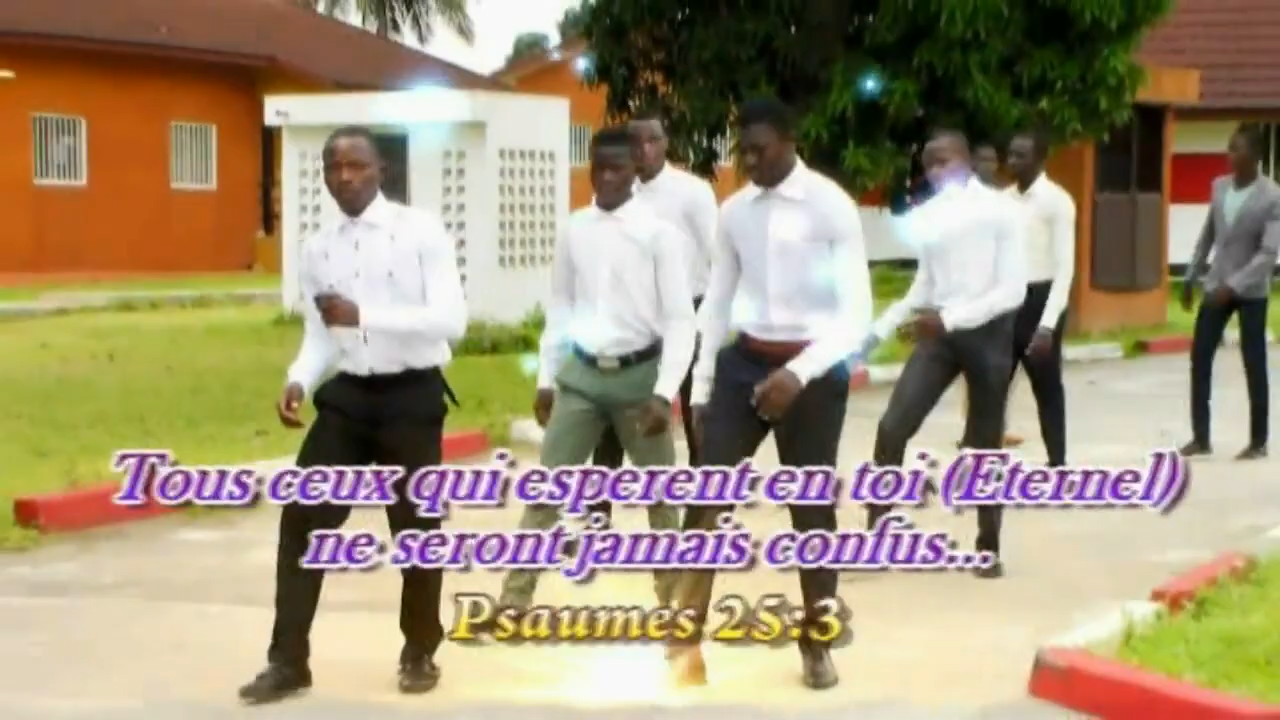 Tous ceux qui esperent en toi (Eternel)
ne seront jamais confus...
Psaumes 25:3